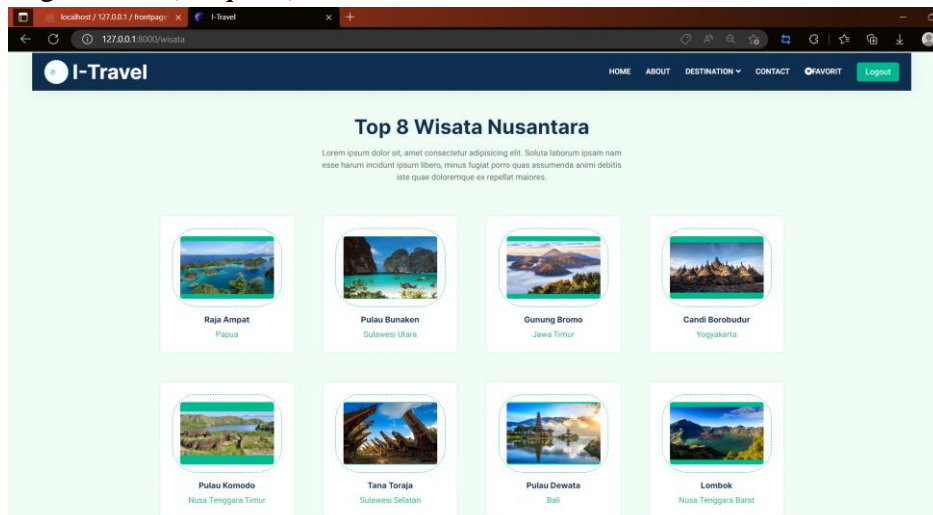 localhost / 127.0.0.1 / frontpage
I-Travel
127.0.0.1:8000/wisata
I-Travel
HOME ABOUT DESTINATION CONTACT FAVORIT Logout
Top 8 Wisata Nusantara
Lorem ipsum dolor sit, amet consectetur adipisicing elit. Soluta laborum ipsam nam
esse harum incidunt ipsum libero, minus fugiat porro quas assumenda animi debitis
iste quae doloremque ex repellat maiores.
Raja Ampat
Papua
Pulau Bunaken
Sulawesi Utara
Gunung Bromo
Jawa Timur
Candi Borobudur
Yogyakarta
Pulau Komodo
Nusa Tenggara Timur
Tana Toraja
Sulawesi Selatan
Pulau Dewata
Bali
Lombok
Nusa Tenggara Barat